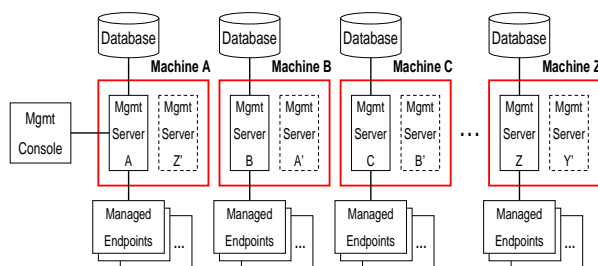 Database Database Database Database
Machine A Machine B Machine C Machine Z
Mgmt Mgmt Mgmt Mgmt Mgmt Mgmt Mgmt Mgmt
Mgmt Server Server Server Server Server Server ... Server Server
Console A Z' B A' C B' Z Y'
Managed Managed Managed Managed
Endpoints ... Endpoints ... Endpoints ... Endpoints ...